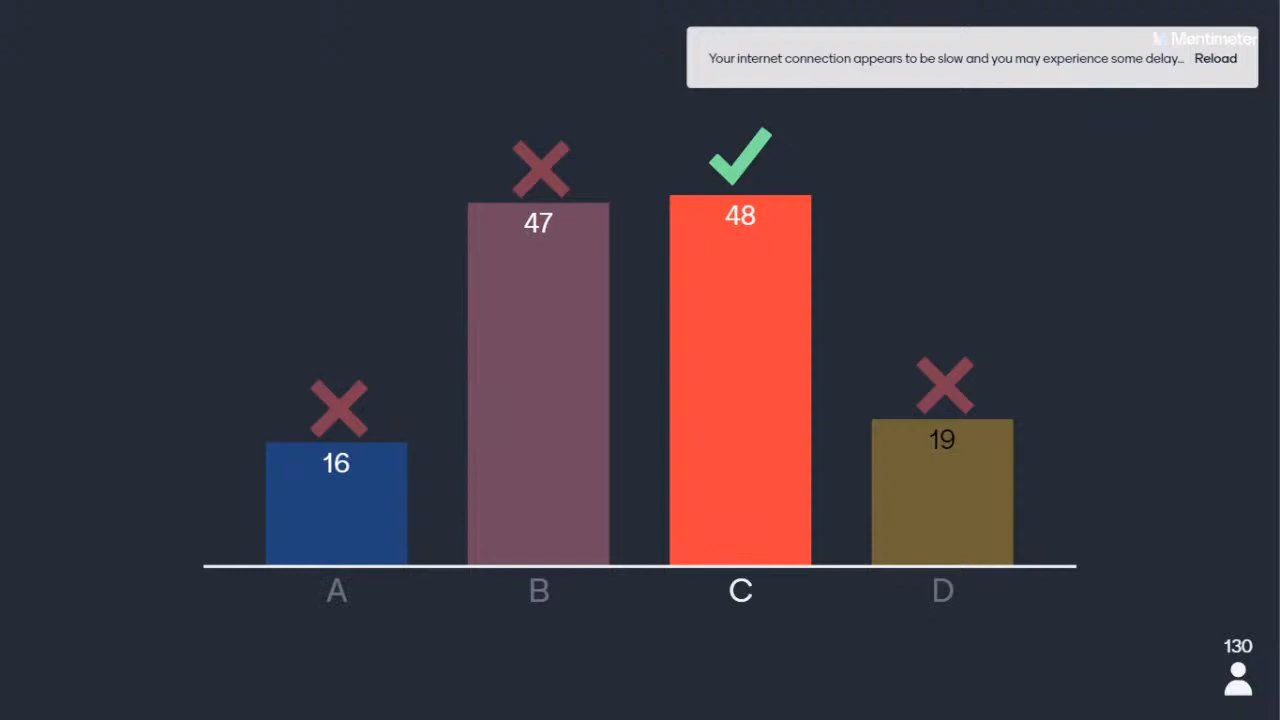 Mentimeter
Your internet connection appears to be slow and you may experience some delay... Reload
47
48
16
19
A B C D
130